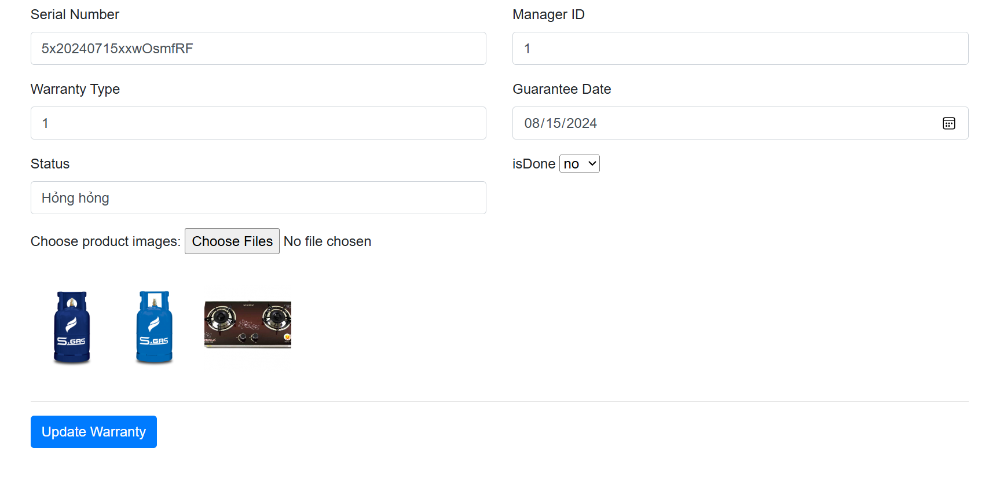 Serial Number
Manager ID
5x20240715xxwOsmfRF
1
Warranty Type
Guarantee Date
1
08/15/2024
Status
isDone no
Hỏng hỏng
Choose product images: Choose Files No file chosen
S.GAS
S.GAS
Update Warranty